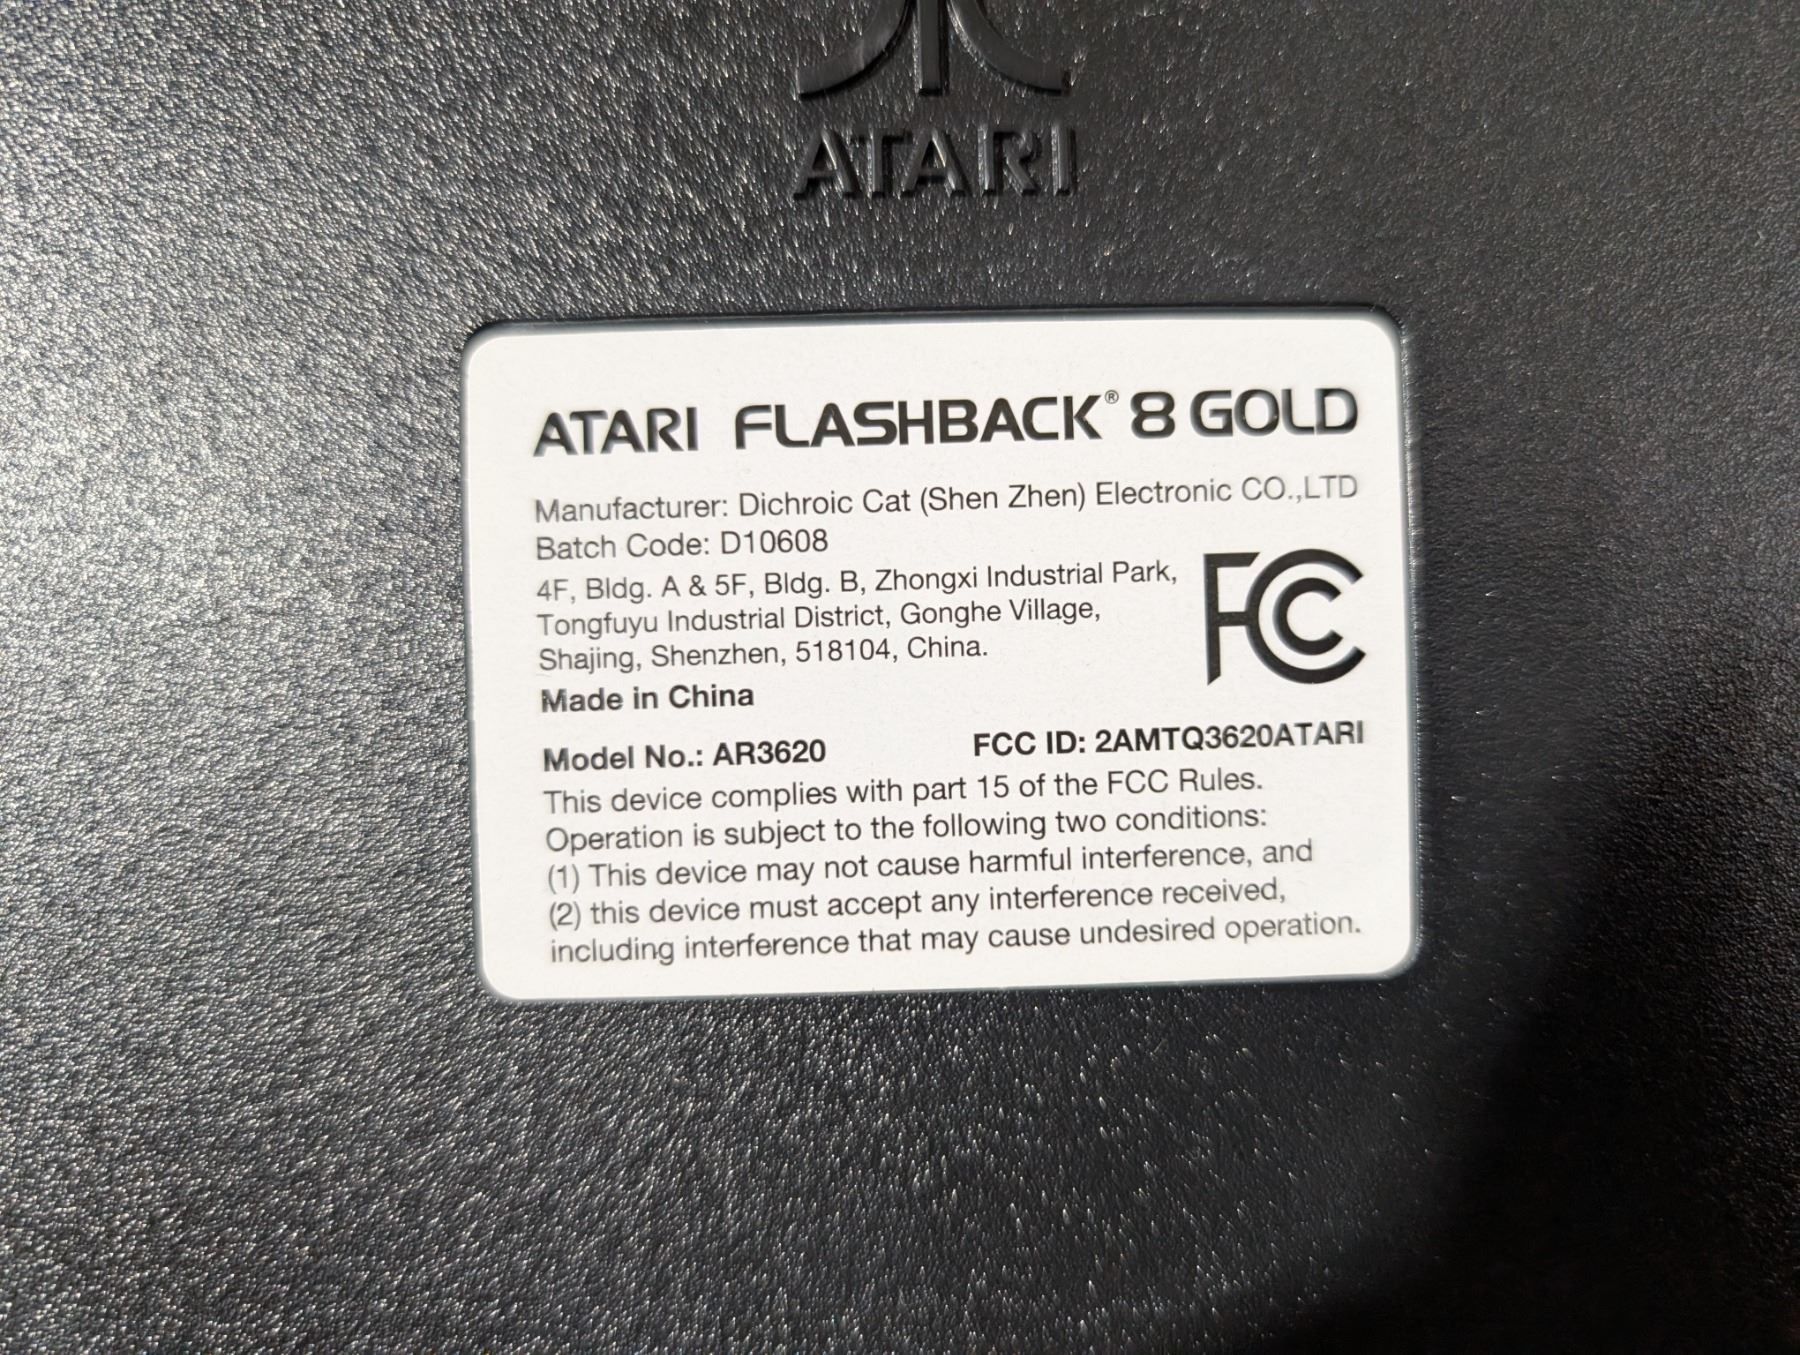 ATARI
ATARI FLASHBACK® 8 GOLD
Manufacturer: Dichroic Cat (Shen Zhen) Electronic CO.,LTD
Batch Code: D10608
4F, Bldg. A & 5F, Bldg. B, Zhongxi Industrial Park,
Tongfuyu Industrial District, Gonghe Village,
Shajing, Shenzhen, 518104, China.
FC
Made in China
Model No.: AR3620 FCC ID: 2AMTQ3620ATARI
This device complies with part 15 of the FCC Rules.
Operation is subject to the following two conditions:
(1) This device may not cause harmful interference, and
(2) this device must accept any interference received,
including interference that may cause undesired operation.